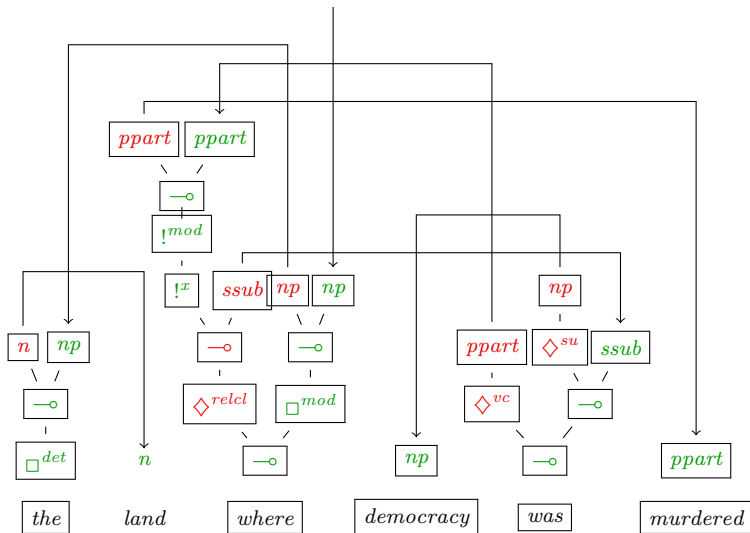 ppart ppart
⊸
!^mod
!^x ssub np np np
n np ⊸ ⊸ ppart ◇^su ssub
⊸ ◇^relcl □^mod ◇^vc ⊸
□^det n ⊸ np ⊸ ppart
the land where democracy was murdered